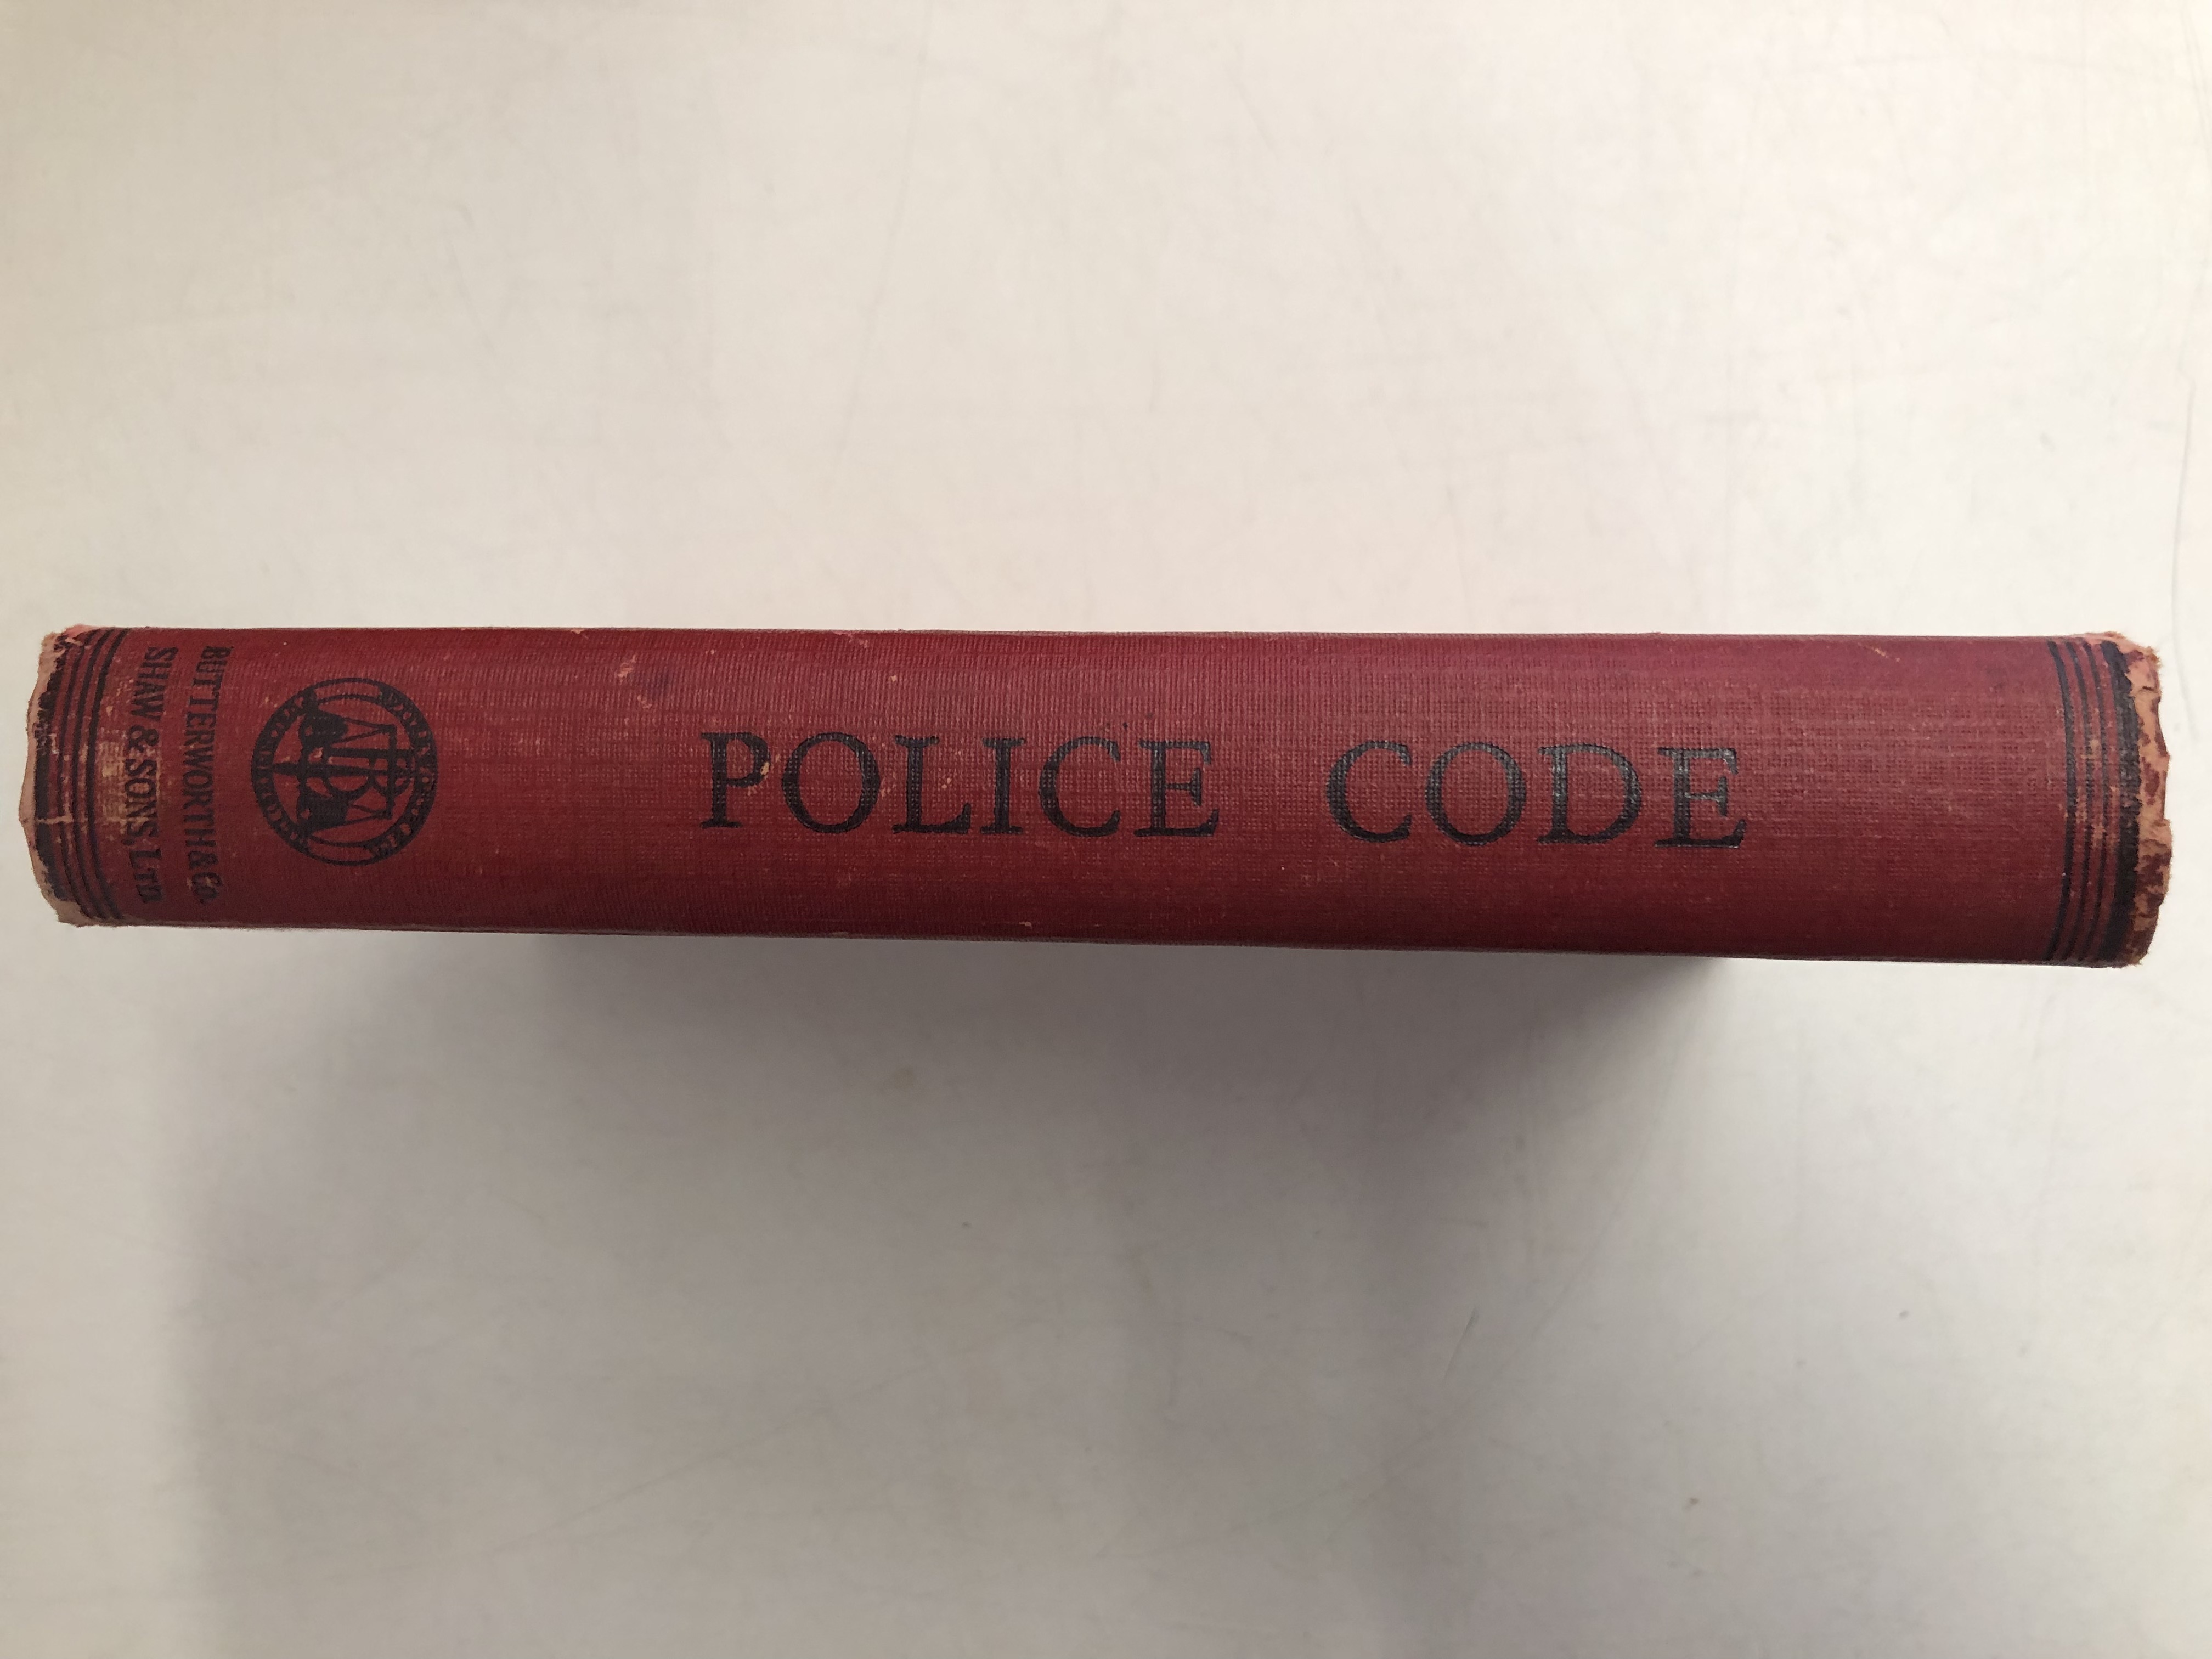 POLICE CODE
BUTTERWORTH & Co.
SHAW & SONS, LTD